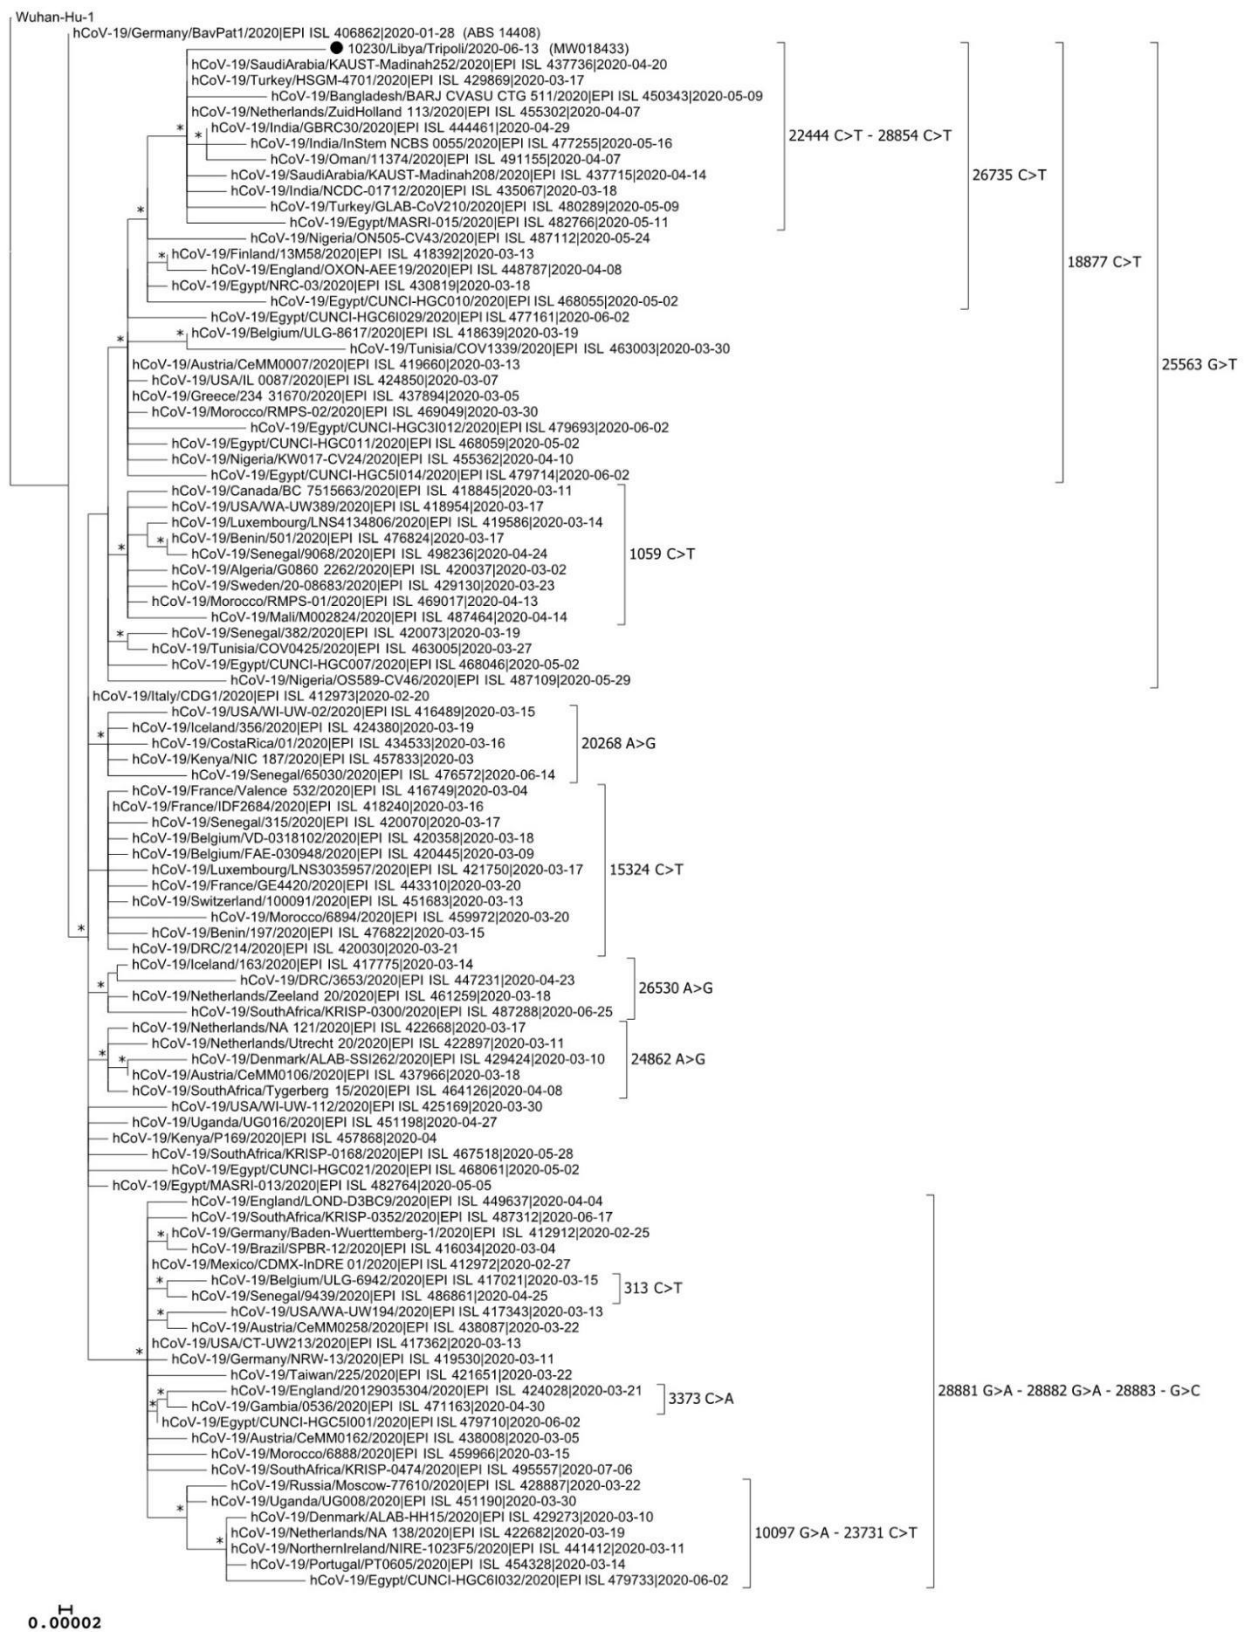 Wuhan-Hu-1
hCoV-19/Germany/BavPat1/2020|EPI ISL 406862|2020-01-28 (ABS 14408)
10230/Libya/Tripoli/2020-06-13 (MW018433)
hCoV-19/SaudiArabia/KAUST-Madinah252/2020|EPI ISL 437736|2020-04-20
hCoV-19/Turkey/HSGM-4701/2020|EPI ISL 429869|2020-03-17
hCoV-19/Bangladesh/BARJ CVASU CTG 511/2020|EPI ISL 450343|2020-05-09
hCoV-19/Netherlands/ZuidHolland 113/2020|EPI ISL 455302|2020-04-07
hCoV-19/India/GBRC30/2020|EPI ISL 444461|2020-04-29
22444 C>T - 28854 C>T
hCoV-19/India/InStem NCBS 0055/2020|EPI ISL 477255|2020-05-16
hCoV-19/Oman/11374/2020|EPI ISL 491155|2020-04-07
hCoV-19/SaudiArabia/KAUST-Madinah208/2020|EPI ISL 437715|2020-04-14
26735 C>T
hCoV-19/India/NCDC-01712/2020|EPI ISL 435067|2020-03-18
hCoV-19/Turkey/GLAB-CoV210/2020|EPI ISL 480289|2020-05-09
hCoV-19/Egypt/MASRI-015/2020|EPI ISL 482766|2020-05-11
hCoV-19/Nigeria/ON505-CV43/2020|EPI ISL 487112|2020-05-24
hCoV-19/Finland/13M58/2020|EPI ISL 418392|2020-03-13
18877 C>T
hCoV-19/England/OXON-AEE19/2020|EPI ISL 448787|2020-04-08
hCoV-19/Egypt/NRC-03/2020|EPI ISL 430819|2020-03-18
hCoV-19/Egypt/CUNCI-HGC010/2020|EPI ISL 468055|2020-05-02
hCoV-19/Egypt/CUNCI-HGC6I029/2020|EPI ISL 477161|2020-06-02
hCoV-19/Belgium/ULG-8617/2020|EPI ISL 418639|2020-03-19
hCoV-19/Tunisia/COV1339/2020|EPI ISL 463003|2020-03-30
hCoV-19/Austria/CeMM0007/2020|EPI ISL 419660|2020-03-13
25563 G>T
hCoV-19/USA/IL 0087/2020|EPI ISL 424850|2020-03-07
hCoV-19/Greece/234 31670/2020|EPI ISL 437894|2020-03-05
hCoV-19/Morocco/RMPS-02/2020|EPI ISL 469049|2020-03-30
hCoV-19/Egypt/CUNCI-HGC3I012/2020|EPI ISL 479693|2020-06-02
hCoV-19/Egypt/CUNCI-HGC011/2020|EPI ISL 468059|2020-05-02
hCoV-19/Nigeria/KW017-CV24/2020|EPI ISL 455362|2020-04-10
hCoV-19/Egypt/CUNCI-HGC5I014/2020|EPI ISL 479714|2020-06-02
hCoV-19/Canada/BC 7515663/2020|EPI ISL 418845|2020-03-11
hCoV-19/USA/WA-UW389/2020|EPI ISL 418954|2020-03-17
hCoV-19/Luxembourg/LNS4134806/2020|EPI ISL 419586|2020-03-14
hCoV-19/Benin/501/2020|EPI ISL 476824|2020-03-17
hCoV-19/Senegal/9068/2020|EPI ISL 498236|2020-04-24
1059 C>T
hCoV-19/Algeria/G0860 2262/2020|EPI ISL 420037|2020-03-02
hCoV-19/Sweden/20-08683/2020|EPI ISL 429130|2020-03-23
hCoV-19/Morocco/RMPS-01/2020|EPI ISL 469017|2020-04-13
hCoV-19/Mali/M002824/2020|EPI ISL 487464|2020-04-14
hCoV-19/Senegal/382/2020|EPI ISL 420073|2020-03-19
hCoV-19/Tunisia/COV0425/2020|EPI ISL 463005|2020-03-27
hCoV-19/Egypt/CUNCI-HGC007/2020|EPI ISL 468046|2020-05-02
hCoV-19/Nigeria/OS589-CV46/2020|EPI ISL 487109|2020-05-29
hCoV-19/Italy/CDG1/2020|EPI ISL 412973|2020-02-20
hCoV-19/USA/WI-UW-02/2020|EPI ISL 416489|2020-03-15
hCoV-19/Iceland/356/2020|EPI ISL 424380|2020-03-19
hCoV-19/CostaRica/01/2020|EPI ISL 434533|2020-03-16
20268 A>G
hCoV-19/Kenya/NIC 187/2020|EPI ISL 457833|2020-03
hCoV-19/Senegal/65030/2020|EPI ISL 476572|2020-06-14
hCoV-19/France/Valence 532/2020|EPI ISL 416749|2020-03-04
hCoV-19/France/IDF2684/2020|EPI ISL 418240|2020-03-16
hCoV-19/Senegal/315/2020|EPI ISL 420070|2020-03-17
hCoV-19/Belgium/VD-0318102/2020|EPI ISL 420358|2020-03-18
hCoV-19/Belgium/FAE-030948/2020|EPI ISL 420445|2020-03-09
hCoV-19/Luxembourg/LNS3035957/2020|EPI ISL 421750|2020-03-17
15324 C>T
hCoV-19/France/GE4420/2020|EPI ISL 443310|2020-03-20
hCoV-19/Switzerland/100091/2020|EPI ISL 451683|2020-03-13
hCoV-19/Morocco/6894/2020|EPI ISL 459972|2020-03-20
hCoV-19/Benin/197/2020|EPI ISL 476822|2020-03-15
hCoV-19/DRC/214/2020|EPI ISL 420030|2020-03-21
hCoV-19/Iceland/163/2020|EPI ISL 417775|2020-03-14
hCoV-19/DRC/3653/2020|EPI ISL 447231|2020-04-23
26530 A>G
hCoV-19/Netherlands/Zeeland 20/2020|EPI ISL 461259|2020-03-18
hCoV-19/SouthAfrica/KRISP-0300/2020|EPI ISL 487288|2020-06-25
hCoV-19/Netherlands/NA 121/2020|EPI ISL 422668|2020-03-17
hCoV-19/Netherlands/Utrecht 20/2020|EPI ISL 422897|2020-03-11
hCoV-19/Denmark/ALAB-SSI262/2020|EPI ISL 429424|2020-03-10
24862 A>G
hCoV-19/Austria/CeMM0106/2020|EPI ISL 437966|2020-03-18
hCoV-19/SouthAfrica/Tygerberg 15/2020|EPI ISL 464126|2020-04-08
hCoV-19/USA/WI-UW-112/2020|EPI ISL 425169|2020-03-30
hCoV-19/Uganda/UG016/2020|EPI ISL 451198|2020-04-27
hCoV-19/Kenya/P169/2020|EPI ISL 457868|2020-04
hCoV-19/SouthAfrica/KRISP-0168/2020|EPI ISL 467518|2020-05-28
hCoV-19/Egypt/CUNCI-HGC021/2020|EPI ISL 468061|2020-05-02
hCoV-19/Egypt/MASRI-013/2020|EPI ISL 482764|2020-05-05
hCoV-19/England/LOND-D3BC9/2020|EPI ISL 449637|2020-04-04
hCoV-19/SouthAfrica/KRISP-0352/2020|EPI ISL 487312|2020-06-17
hCoV-19/Germany/Baden-Wuerttemberg-1/2020|EPI ISL 412912|2020-02-25
hCoV-19/Brazil/SPBR-12/2020|EPI ISL 416034|2020-03-04
hCoV-19/Mexico/CDMX-InDRE 01/2020|EPI ISL 412972|2020-02-27
hCoV-19/Belgium/ULG-6942/2020|EPI ISL 417021|2020-03-15
313 C>T
hCoV-19/Senegal/9439/2020|EPI ISL 486861|2020-04-25
hCoV-19/USA/WA-UW194/2020|EPI ISL 417343|2020-03-13
hCoV-19/Austria/CeMM0258/2020|EPI ISL 438087|2020-03-22
hCoV-19/USA/CT-UW213/2020|EPI ISL 417362|2020-03-13
hCoV-19/Germany/NRW-13/2020|EPI ISL 419530|2020-03-11
hCoV-19/Taiwan/225/2020|EPI ISL 421651|2020-03-22
hCoV-19/England/20129035304/2020|EPI ISL 424028|2020-03-21
28881 G>A - 28882 G>A - 28883 - G>C
3373 C>A
hCoV-19/Gambia/0536/2020|EPI ISL 471163|2020-04-30
hCoV-19/Egypt/CUNCI-HGC5I001/2020|EPI ISL 479710|2020-06-02
hCoV-19/Austria/CeMM0162/2020|EPI ISL 438008|2020-03-05
hCoV-19/Morocco/6888/2020|EPI ISL 459966|2020-03-15
hCoV-19/SouthAfrica/KRISP-0474/2020|EPI ISL 495557|2020-07-06
hCoV-19/Russia/Moscow-77610/2020|EPI ISL 428887|2020-03-22
hCoV-19/Uganda/UG008/2020|EPI ISL 451190|2020-03-30
hCoV-19/Denmark/ALAB-HH15/2020|EPI ISL 429273|2020-03-10
hCoV-19/Netherlands/NA 138/2020|EPI ISL 422682|2020-03-19
10097 G>A - 23731 C>T
hCoV-19/NorthernIreland/NIRE-1023F5/2020|EPI ISL 441412|2020-03-11
hCoV-19/Portugal/PT0605/2020|EPI ISL 454328|2020-03-14
hCoV-19/Egypt/CUNCI-HGC6I032/2020|EPI ISL 479733|2020-06-02
0.00002